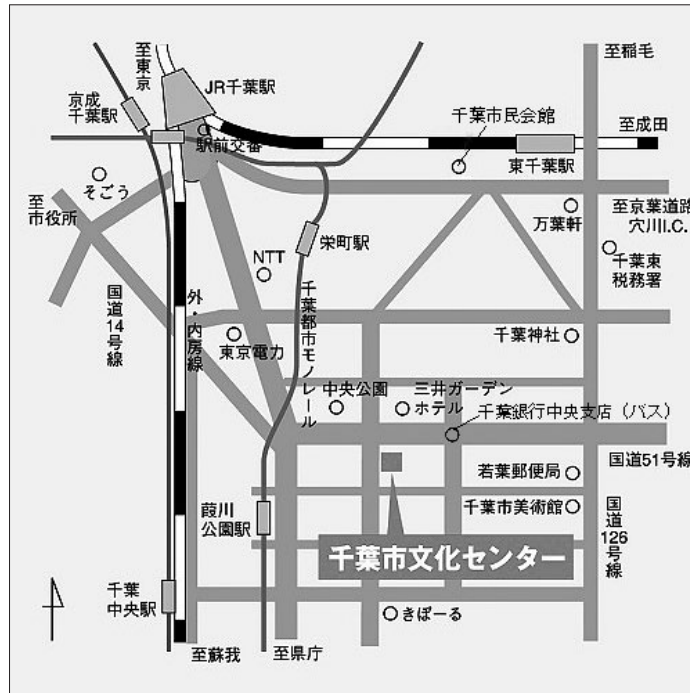 至東京
至稲毛
JR千葉駅
京成
千葉駅
千葉市民会館
至成田
駅前交番
東千葉駅
そごう
至
市役所
万葉軒
至京葉道路
穴川I.C.
栄町駅
NTT
千葉東
税務署
国道14号線
外・内房線
千葉都市モノレール
東京電力
千葉神社
中央公園
三井ガーデン
ホテル
千葉銀行中央支店（バス）
国道51号線
若葉郵便局
葭川
公園駅
千葉市美術館
国道126号線
千葉市文化センター
千葉
中央駅
きぼーる
至蘇我
至県庁